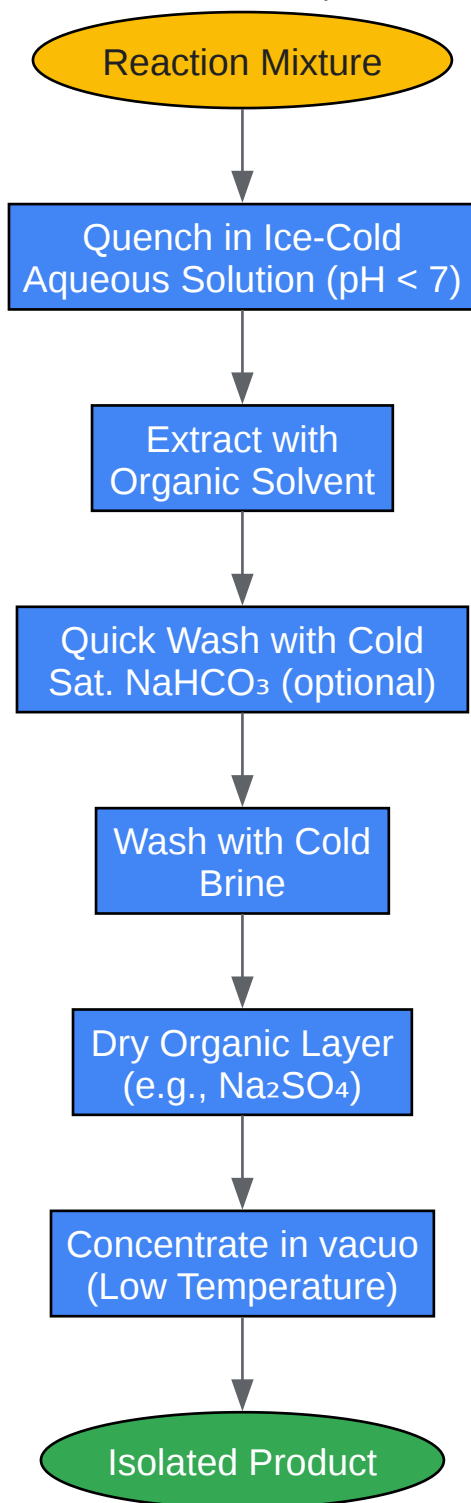 Reaction Mixture
Quench in Ice-Cold
Aqueous Solution (pH < 7)
Extract with
Organic Solvent
Quick Wash with Cold
Sat. NaHCO₃ (optional)
Wash with Cold
Brine
Dry Organic Layer
(e.g., Na₂SO₄)
Concentrate in vacuo
(Low Temperature)
Isolated Product